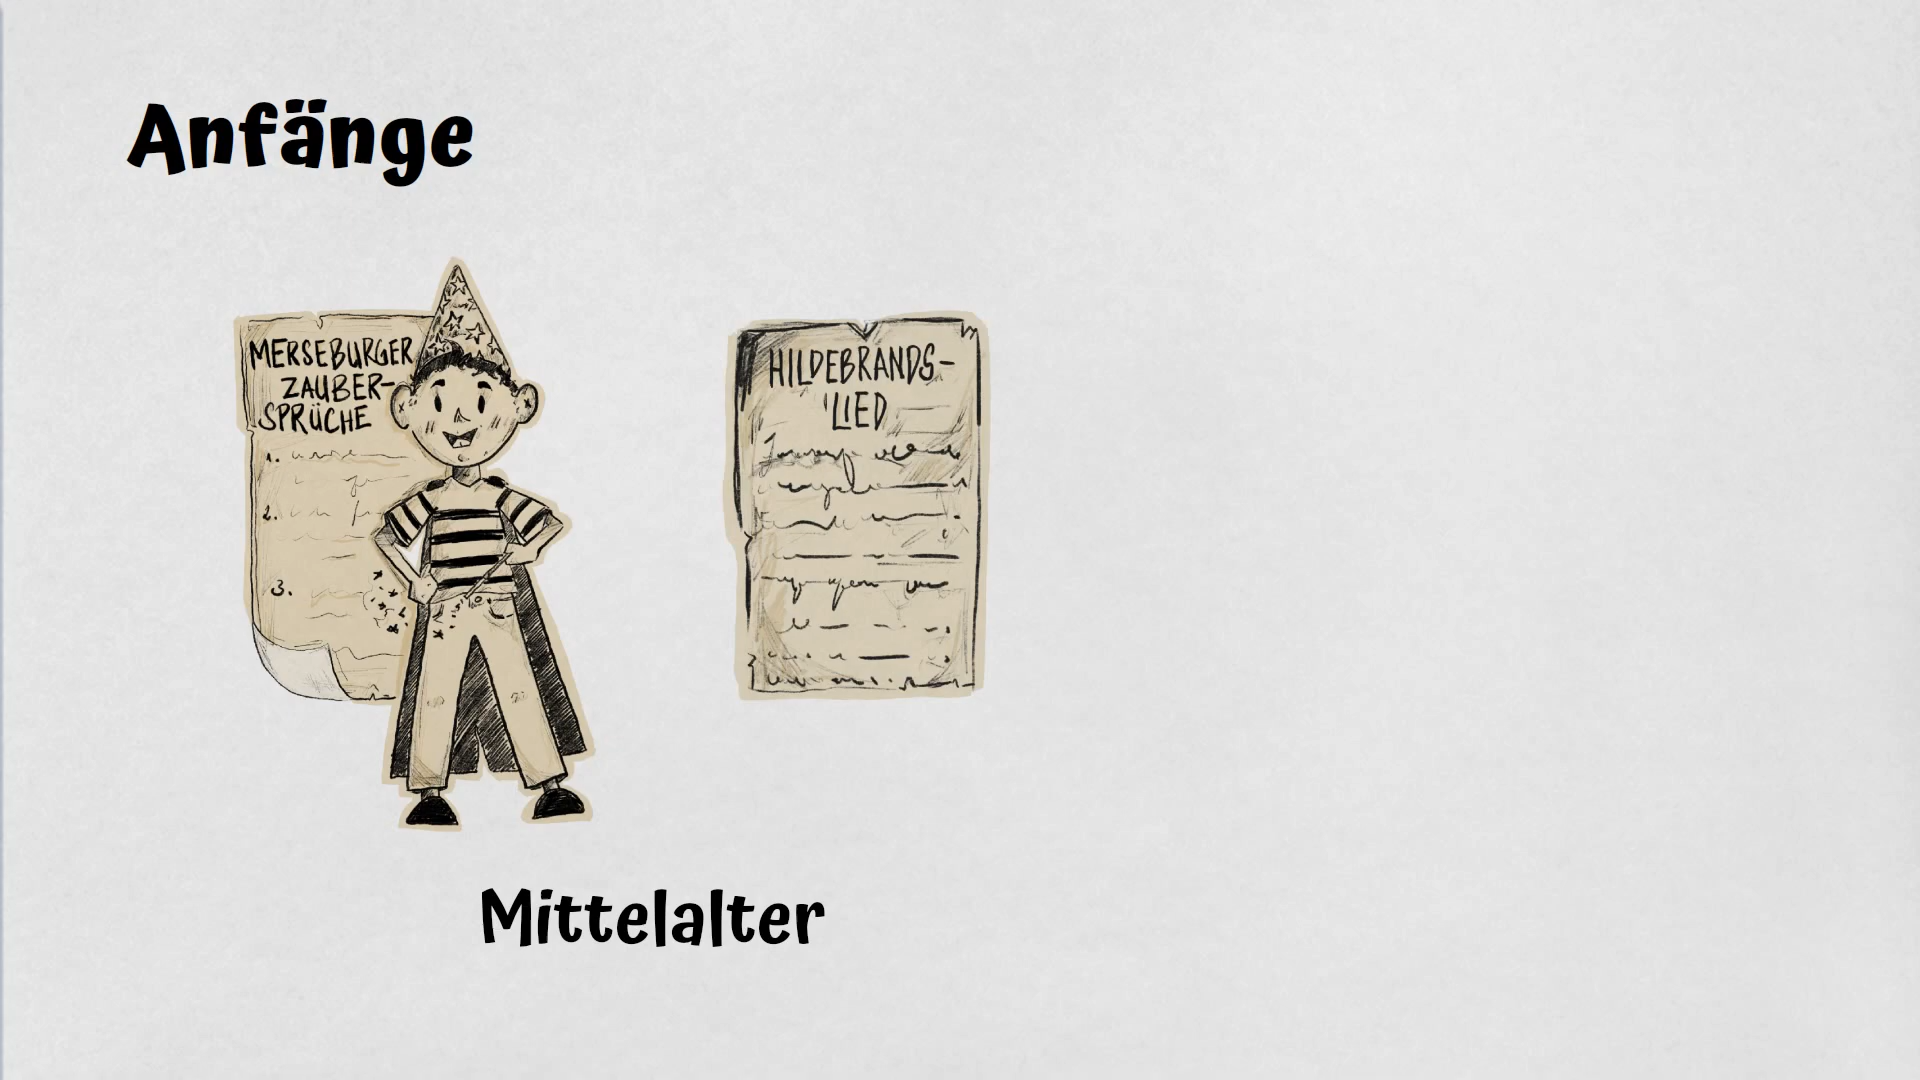 Anfänge
MERSEBURGER
ZAUBER-
SPRÜCHE
1.
2.
3.
HILDEBRANDS-
LIED
Mittelalter